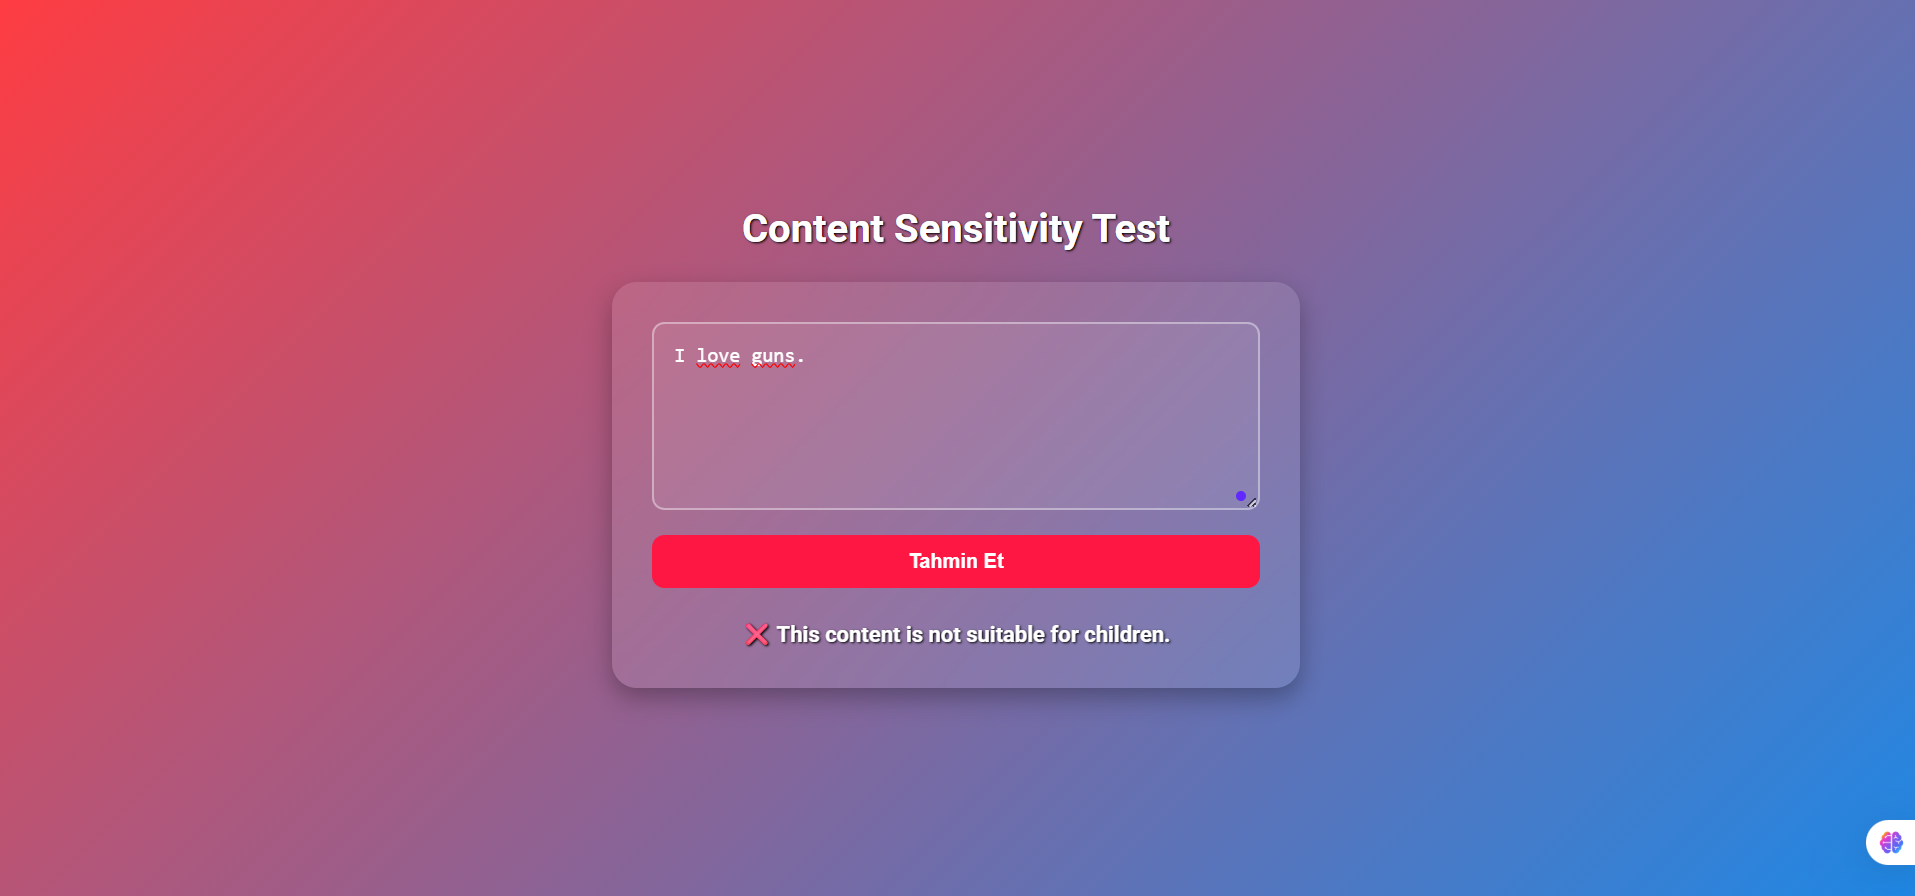 Content Sensitivity Test
I love guns.
Tahmin Et
❌ This content is not suitable for children.